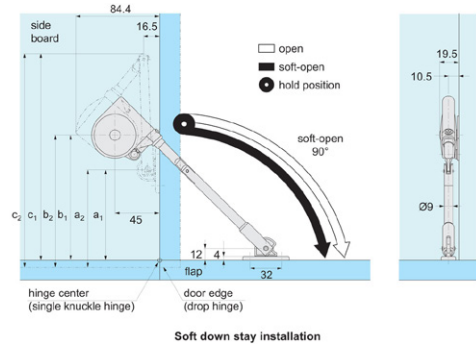 84.4
side
board
16.5
open
soft-open
hold position
soft-open
90°
19.5
10.5
c2 c1 b2 b1 a2 a1
45
Ø9
12
4
flap
32
hinge center
(single knuckle hinge)
door edge
(drop hinge)
Soft down stay installation